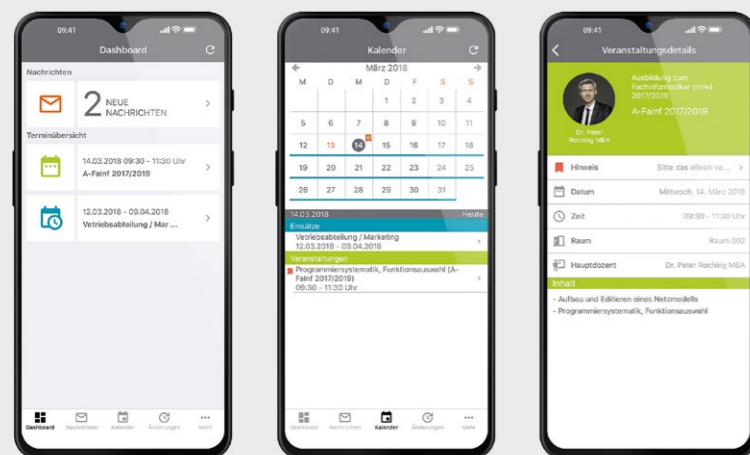 09:41
Dashboard
Nachrichten
2 NEUE
NACHRICHTEN
Terminübersicht
14.03.2018 09:30 - 11:30 Uhr
A-FaInf 2017/2019
12.03.2018 - 09.04.2018
Vetriebsabteilung / Mar ...
Dashboard Nachrichten Kalender Änderungen Mehr
09:41
Kalender
März 2018
M D M D F S S
1 2 3 4
5 6 7 8 9 10 11
12 13 14 15 16 17 18
19 20 21 22 23 24 25
26 27 28 29 30 31
14.03.2018 Heute
Einsätze
Vetriebsabteilung / Marketing
12.03.2018 - 09.04.2018
Veranstaltungen
Programmiersystematik, Funktionsauswahl (A-
FaInf 2017/2019)
09:30 - 11:30 Uhr
Dashboard Nachrichten Kalender Änderungen Mehr
09:41
Veranstaltungsdetails
Ausbildung zum
Fachinformatiker (m/w)
2017/2019
A-FaInf 2017/2019
Dr. Peter
Roching MBA
Hinweis Bitte das eBook ve ...
Datum Mittwoch, 14. März 2018
Zeit 09:30 - 11:30 Uhr
Raum Raum 002
Hauptdozent Dr. Peter Roching MBA
Inhalt
- Aufbau und Editieren eines Netzmodells
- Programmiersystematik, Funktionsauswahl